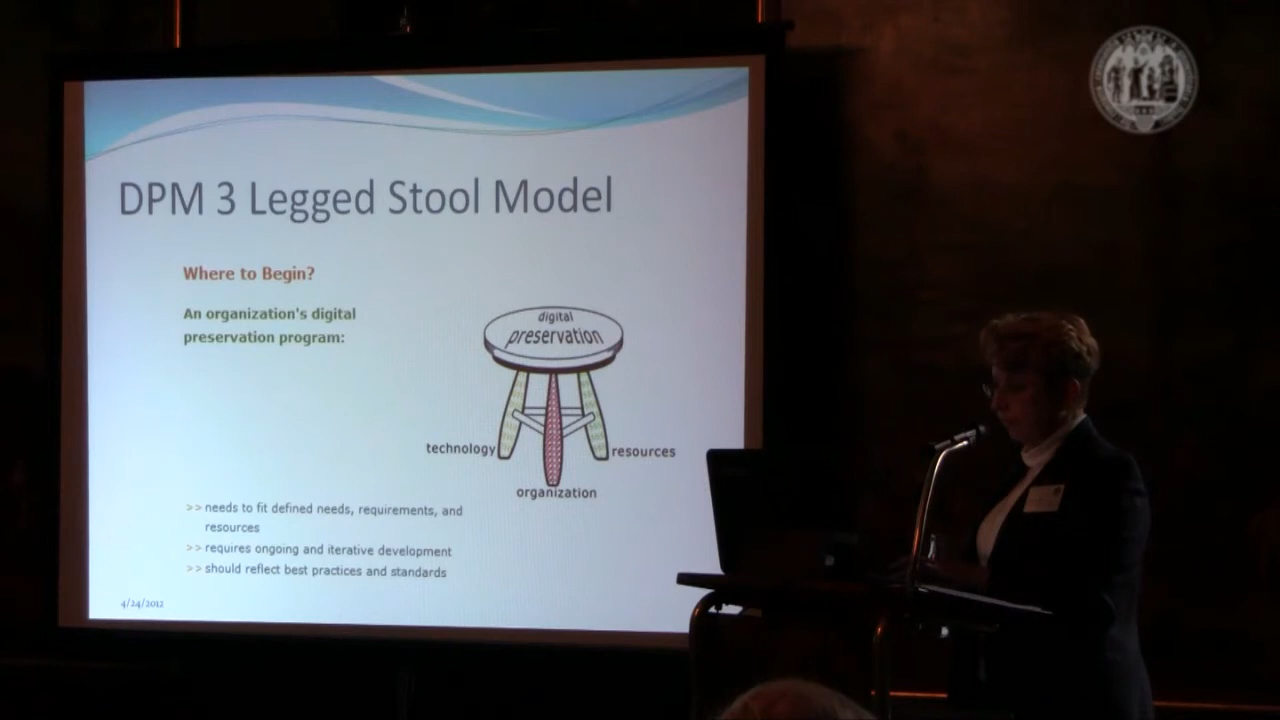 DPM 3 Legged Stool Model
Where to Begin?
An organization's digital
preservation program:
digital
preservation
technology
resources
organization
>> needs to fit defined needs, requirements, and
resources
>> requires ongoing and iterative development
>> should reflect best practices and standards
4/24/2012